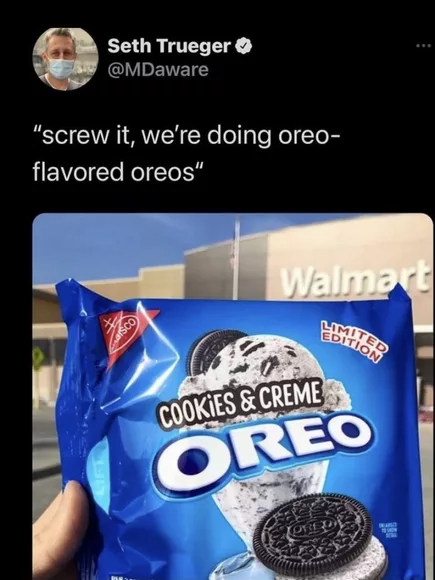 Seth Trueger
@MDaware
“screw it, we’re doing oreo-
flavored oreos“
Walmart
NABISCO
LIMITED
EDITION
COOKIES & CREME
OREO
OREO